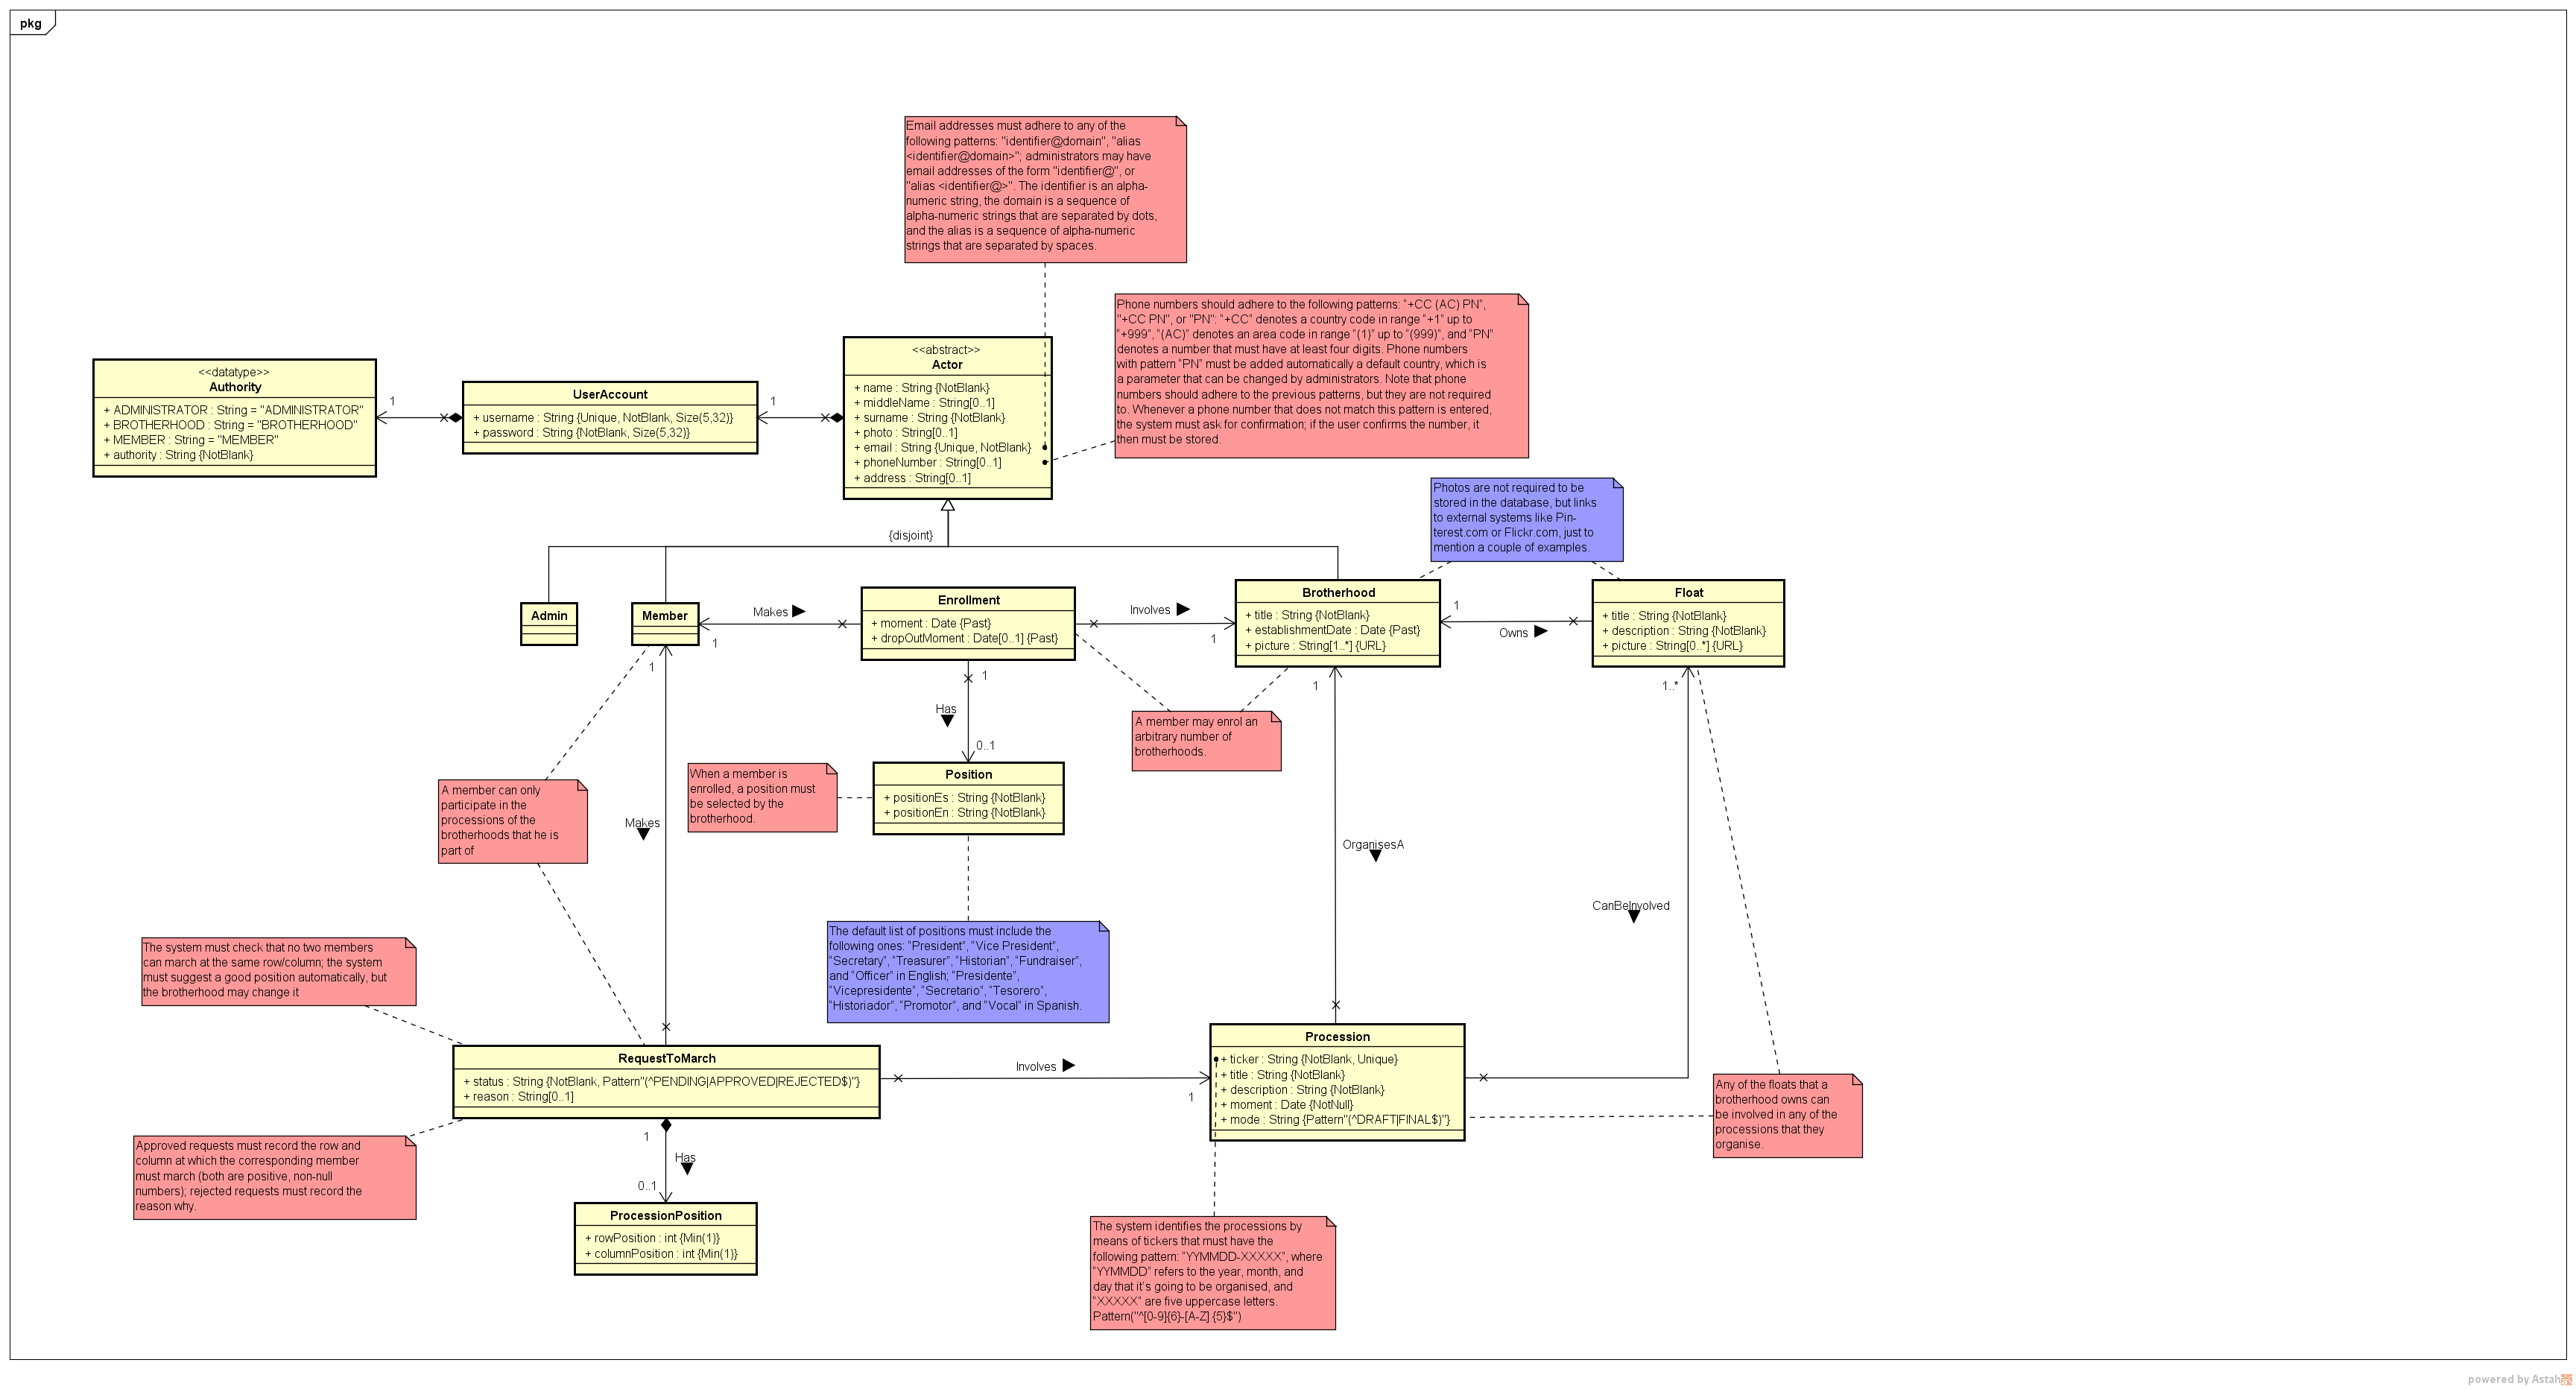 pkg
Email addresses must adhere to any of the
following patterns: "identifier@domain", "alias
<identifier@domain>"; administrators may have
email addresses of the form "identifier@", or
"alias <identifier@>". The identifier is an alpha-
numeric string, the domain is a sequence of
alpha-numeric strings that are separated by dots,
and the alias is a sequence of alpha-numeric
strings that are separated by spaces.
Phone numbers should adhere to the following patterns: "+CC (AC) PN",
"+CC PN", or "PN": "+CC" denotes a country code in range "+1" up to
"+999", "(AC)" denotes an area code in range "(1)" up to "(999)", and "PN"
denotes a number that must have at least four digits. Phone numbers
with pattern "PN" must be added automatically a default country, which is
a parameter that can be changed by administrators. Note that phone
numbers should adhere to the previous patterns, but they are not required
to. Whenever a phone number that does not match this pattern is entered,
the system must ask for confirmation; if the user confirms the number, it
then must be stored.
<<datatype>>
Authority
+ ADMINISTRATOR : String = "ADMINISTRATOR"
+ BROTHERHOOD : String = "BROTHERHOOD"
+ MEMBER : String = "MEMBER"
+ authority : String {NotBlank}
1
UserAccount
+ username : String {Unique, NotBlank, Size(5,32)}
+ password : String {NotBlank, Size(5,32)}
1
<<abstract>>
Actor
+ name : String {NotBlank}
+ middleName : String[0..1]
+ surname : String {NotBlank}
+ photo : String[0..1]
+ email : String {Unique, NotBlank}
+ phoneNumber : String[0..1]
+ address : String[0..1]
{disjoint}
Photos are not required to be
stored in the database, but links
to external systems like Pin-
terest.com or Flickr.com, just to
mention a couple of examples.
Admin
Member
Makes
1
Enrollment
+ moment : Date {Past}
+ dropOutMoment : Date[0..1] {Past}
Involves
1
Brotherhood
+ title : String {NotBlank}
+ establishmentDate : Date {Past}
+ picture : String[1..*] {URL}
1
Owns
Float
+ title : String {NotBlank}
+ description : String {NotBlank}
+ picture : String[0..*] {URL}
1
1
Has
0..1
1
1..*
A member may enrol an
arbitrary number of
brotherhoods.
When a member is
enrolled, a position must
be selected by the
brotherhood.
Position
+ positionEs : String {NotBlank}
+ positionEn : String {NotBlank}
A member can only
participate in the
processions of the
brotherhoods that he is
part of
Makes
OrganisesA
CanBeInvolved
The default list of positions must include the
following ones: "President", "Vice President",
"Secretary", "Treasurer", "Historian", "Fundraiser",
and "Officer" in English; "Presidente",
"Vicepresidente", "Secretario", "Tesorero",
"Historiador", "Promotor", and "Vocal" in Spanish.
The system must check that no two members
can march at the same row/column; the system
must suggest a good position automatically, but
the brotherhood may change it
RequestToMarch
+ status : String {NotBlank, Pattern"(^PENDING|APPROVED|REJECTED$)"}
+ reason : String[0..1]
Involves
1
Procession
+ ticker : String {NotBlank, Unique}
+ title : String {NotBlank}
+ description : String {NotBlank}
+ moment : Date {NotNull}
+ mode : String {Pattern"(^DRAFT|FINAL$)"}
Any of the floats that a
brotherhood owns can
be involved in any of the
processions that they
organise.
Approved requests must record the row and
column at which the corresponding member
must march (both are positive, non-null
numbers); rejected requests must record the
reason why.
1
Has
0..1
ProcessionPosition
+ rowPosition : int {Min(1)}
+ columnPosition : int {Min(1)}
The system identifies the processions by
means of tickers that must have the
following pattern: "YYMMDD-XXXXX", where
"YYMMDD" refers to the year, month, and
day that it's going to be organised, and
"XXXXX" are five uppercase letters.
Pattern("^[0-9]{6}-[A-Z] {5}$")
powered by Astah